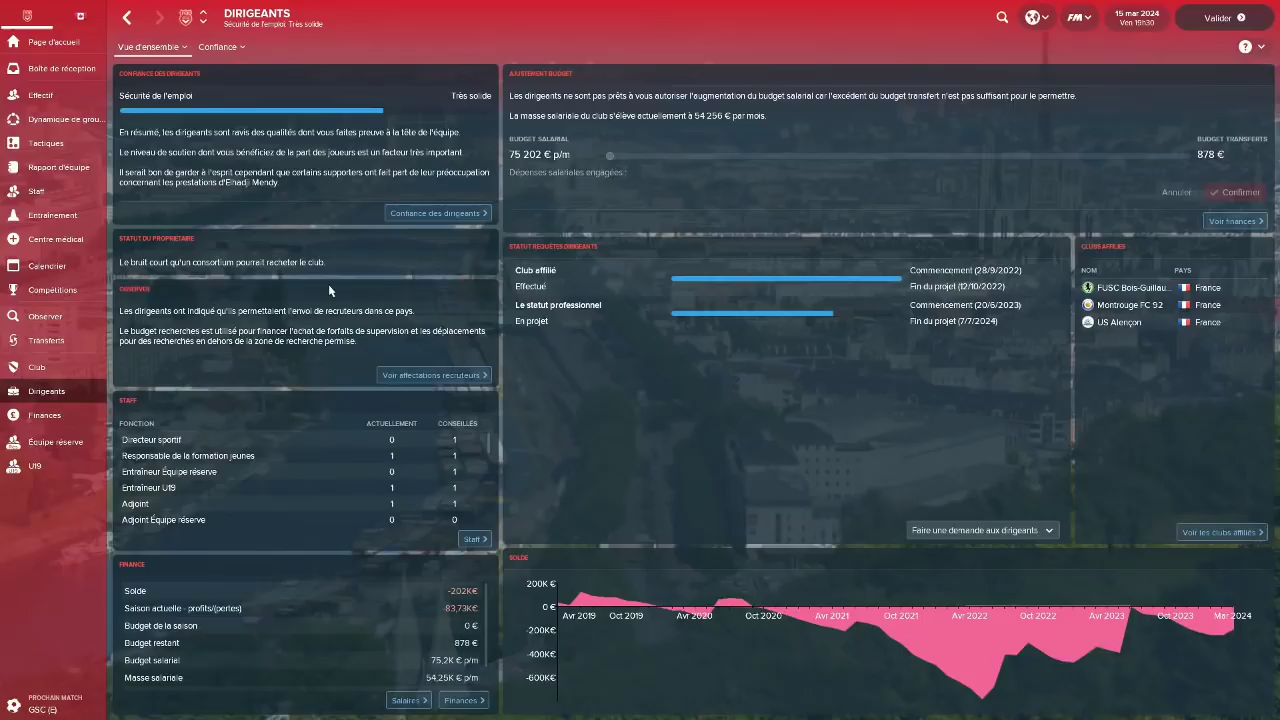 DIRIGEANTS
Sécurité de l'emploi: Très solide
15 mar 2024
Ven 19h30
Valider
FM
Page d'accueil
Boîte de réception
Effectif
Dynamique de grou...
Tactiques
Rapport d'équipe
Staff
Entraînement
Centre médical
Calendrier
Compétitions
Observer
Transferts
Club
Dirigeants
Finances
Équipe réserve
U19
PROCHAIN MATCH
GSC (E)
Vue d'ensemble
Confiance
?
CONFIANCE DES DIRIGEANTS
Sécurité de l'emploi
Très solide
En résumé, les dirigeants sont ravis des qualités dont vous faites preuve à la tête de l'équipe.
Le niveau de soutien dont vous bénéficiez de la part des joueurs est un facteur très important.
Il serait bon de garder à l'esprit cependant que certains supporters ont fait part de leur préoccupation
concernant les prestations d'Elhadji Mendy.
Confiance des dirigeants
STATUT DU PROPRIÉTAIRE
Le bruit court qu'un consortium pourrait racheter le club.
OBSERVER
Les dirigeants ont indiqué qu'ils permettaient l'envoi de recruteurs dans ce pays.
Le budget recherches est utilisé pour financer l'achat de forfaits de supervision et les déplacements
pour des recherches en dehors de la zone de recherche permise.
Voir affectations recruteurs
STAFF
FONCTION ACTUELLEMENT CONSEILLÉS
Directeur sportif 0 1
Responsable de la formation jeunes 1 1
Entraîneur Équipe réserve 0 1
Entraîneur U19 1 1
Adjoint 1 1
Adjoint Équipe réserve 0 0
Staff
FINANCE
Solde -202K€
Saison actuelle - profits/(pertes) -83,73K€
Budget de la saison 0 €
Budget restant 878 €
Budget salarial 75,2K € p/m
Masse salariale 54,25K € p/m
Salaires
Finances
AJUSTEMENT BUDGET
Les dirigeants ne sont pas prêts à vous autoriser l'augmentation du budget salarial car l'excédent du budget transfert n'est pas suffisant pour le permettre.
La masse salariale du club s'élève actuellement à 54 256 € par mois.
BUDGET SALARIAL
75 202 € p/m
BUDGET TRANSFERTS
878 €
Dépenses salariales engagées :
Annuler
Confirmer
Voir finances
STATUT REQUÊTES DIRIGEANTS
Club affilié
Effectué
Commencement (28/9/2022)
Fin du projet (12/10/2022)
Le statut professionnel
En projet
Commencement (20/6/2023)
Fin du projet (7/7/2024)
Faire une demande aux dirigeants
CLUBS AFFILIÉS
NOM PAYS
FUSC Bois-Guillau... France
Montrouge FC 92 France
US Alençon France
Voir les clubs affiliés
SOLDE
200K €
0 €
-200K€
-400K€
-600K€
Avr 2019 Oct 2019 Avr 2020 Oct 2020 Avr 2021 Oct 2021 Avr 2022 Oct 2022 Avr 2023 Oct 2023 Mar 2024